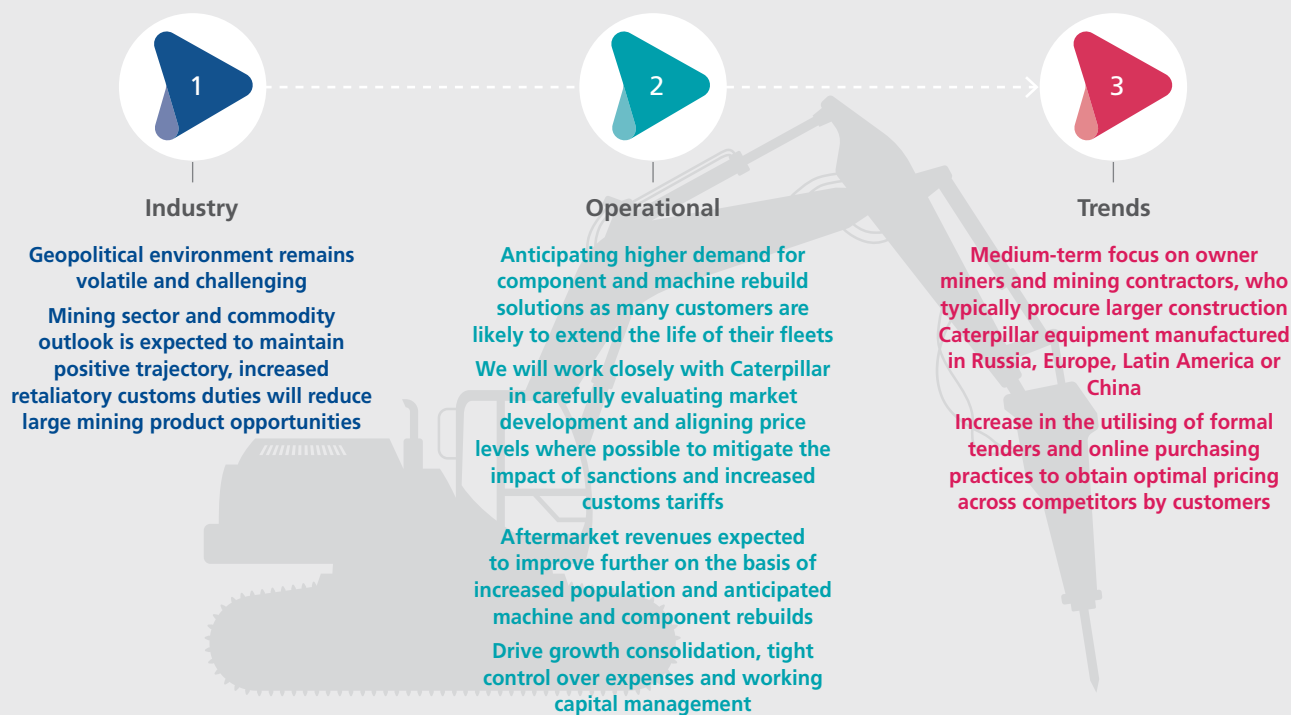 1
Industry
Geopolitical environment remains
volatile and challenging
Mining sector and commodity
outlook is expected to maintain
positive trajectory, increased
retaliatory customs duties will reduce
large mining product opportunities
2
Operational
Anticipating higher demand for
component and machine rebuild
solutions as many customers are
likely to extend the life of their fleets
We will work closely with Caterpillar
in carefully evaluating market
development and aligning price
levels where possible to mitigate the
impact of sanctions and increased
customs tariffs
Aftermarket revenues expected
to improve further on the basis of
increased population and anticipated
machine and component rebuilds
Drive growth consolidation, tight
control over expenses and working
capital management
3
Trends
Medium-term focus on owner
miners and mining contractors, who
typically procure larger construction
Caterpillar equipment manufactured
in Russia, Europe, Latin America or
China
Increase in the utilising of formal
tenders and online purchasing
practices to obtain optimal pricing
across competitors by customers